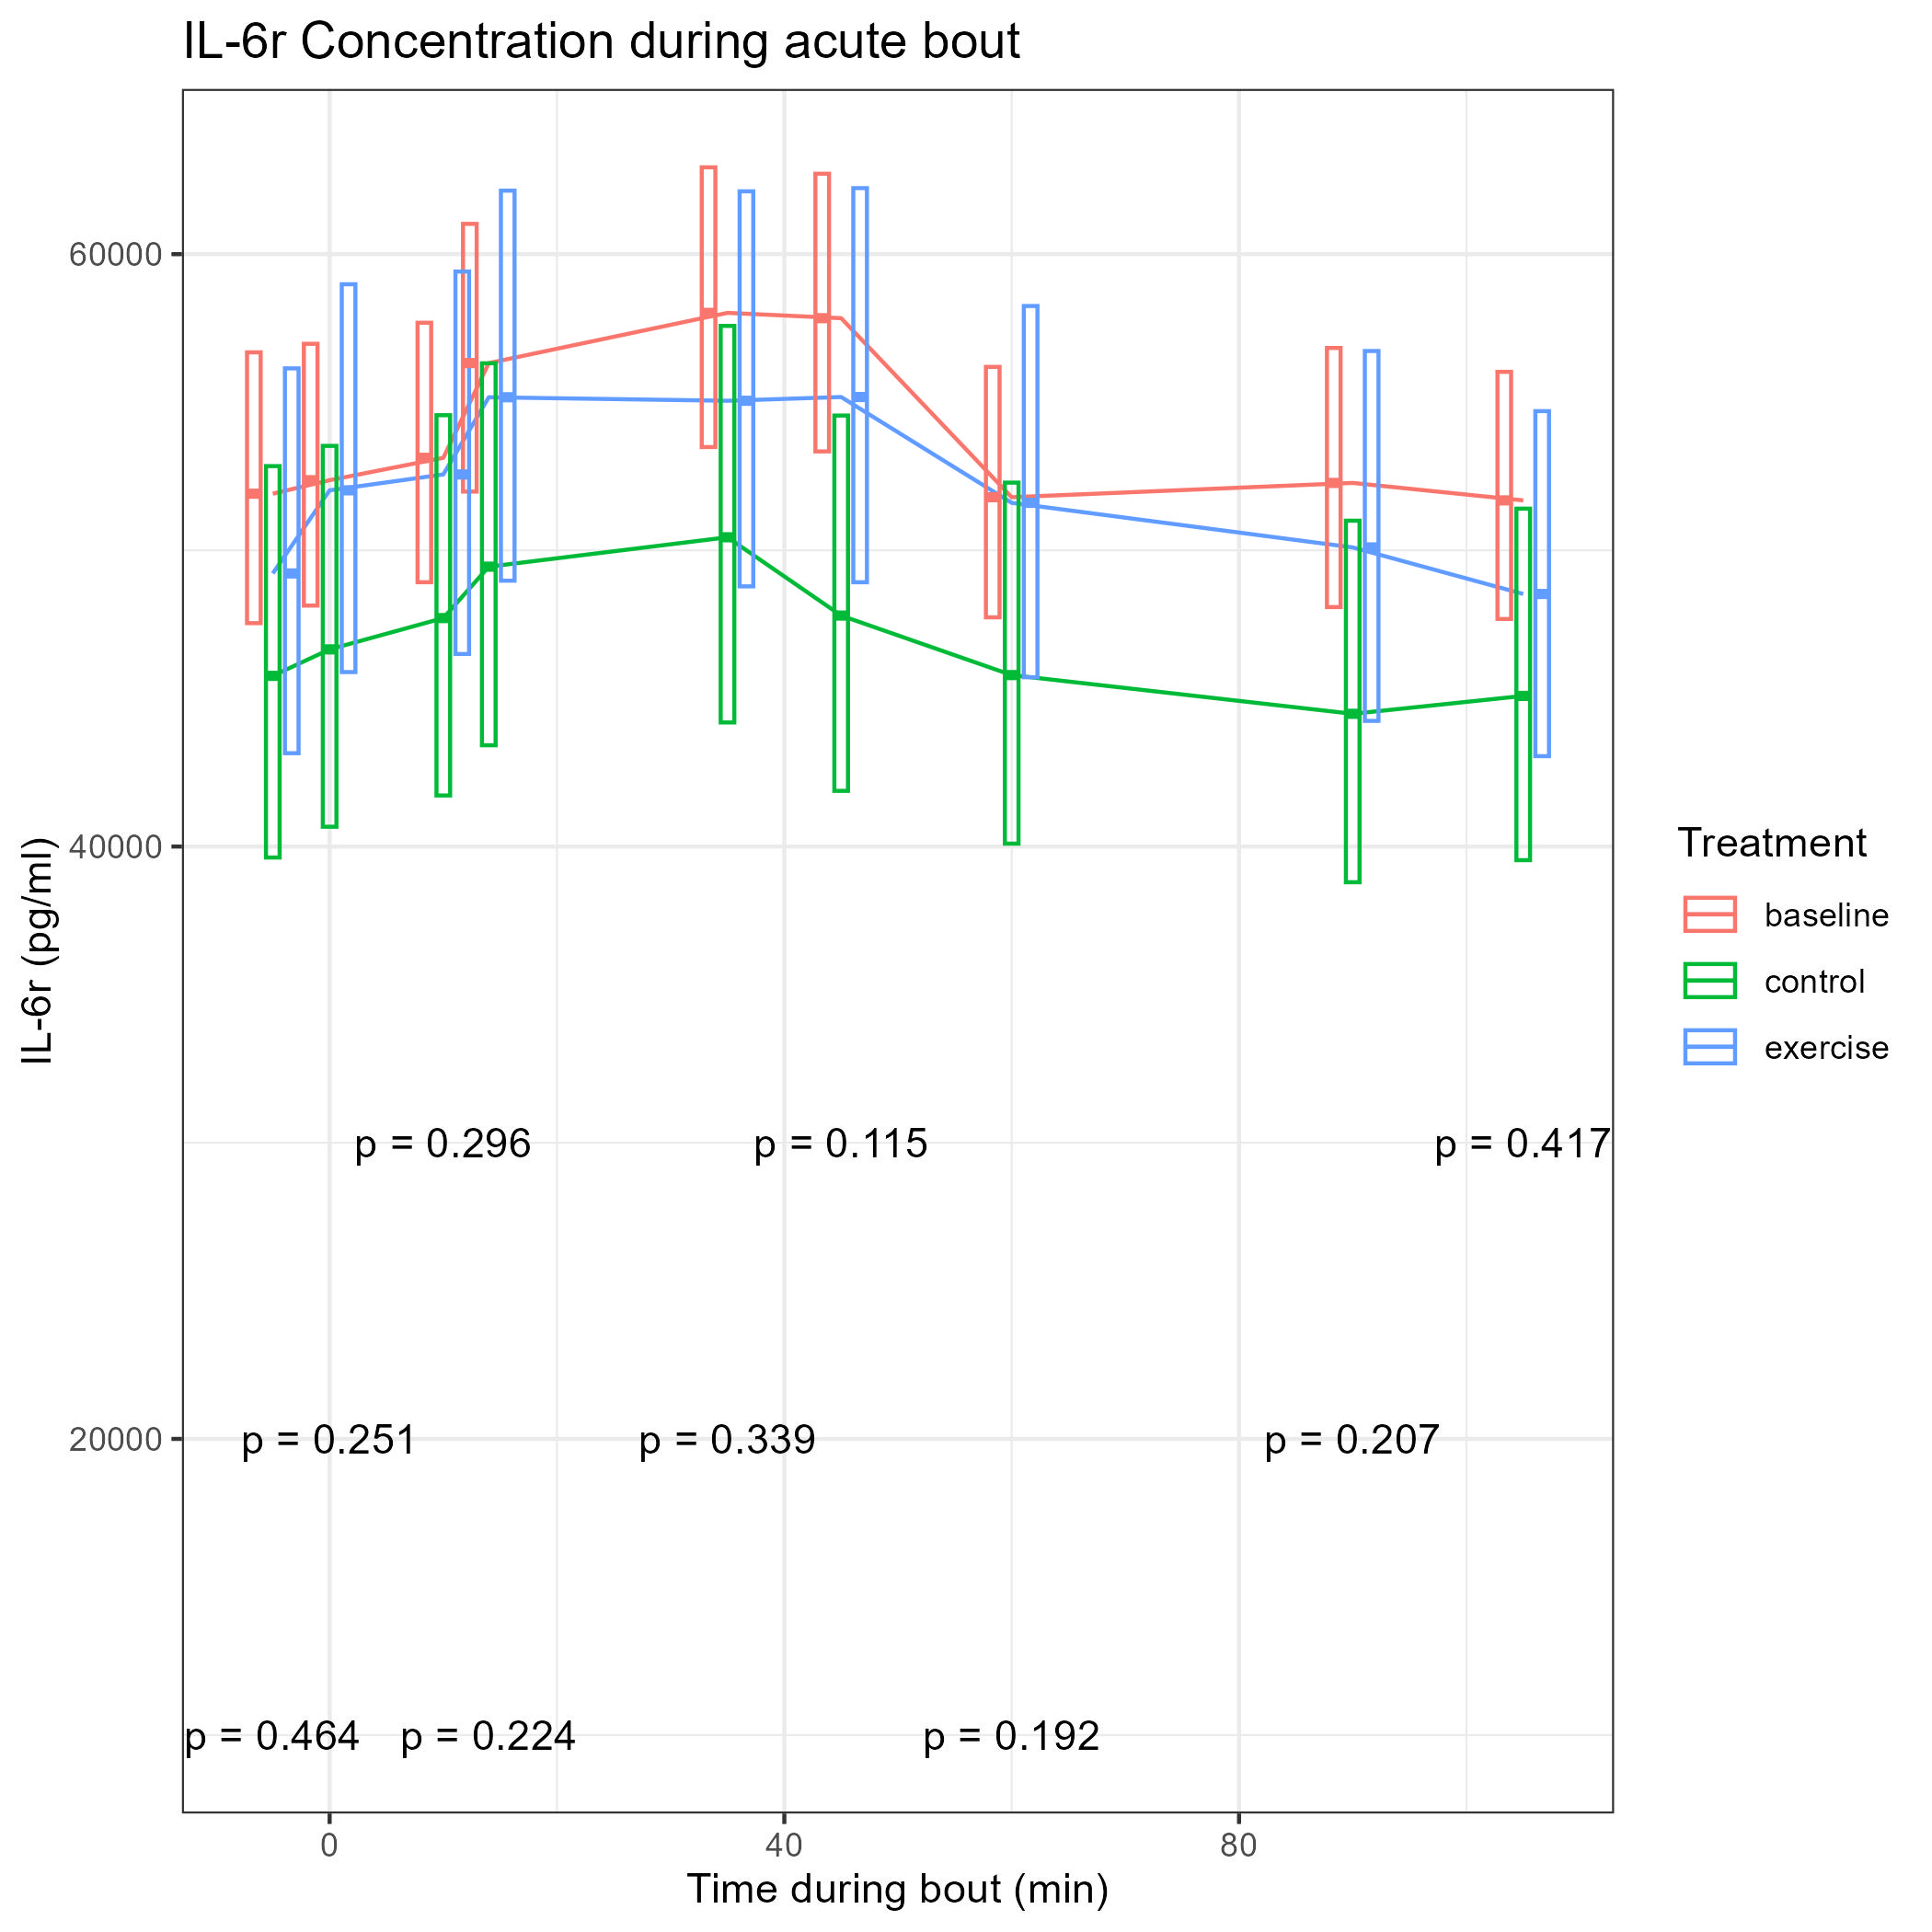 IL-6r Concentration during acute bout
60000
40000
20000
IL-6r (pg/ml)
p = 0.296
p = 0.115
p = 0.417
p = 0.251
p = 0.339
p = 0.207
p = 0.464
p = 0.224
p = 0.192
0
40
80
Time during bout (min)
Treatment
baseline
control
exercise